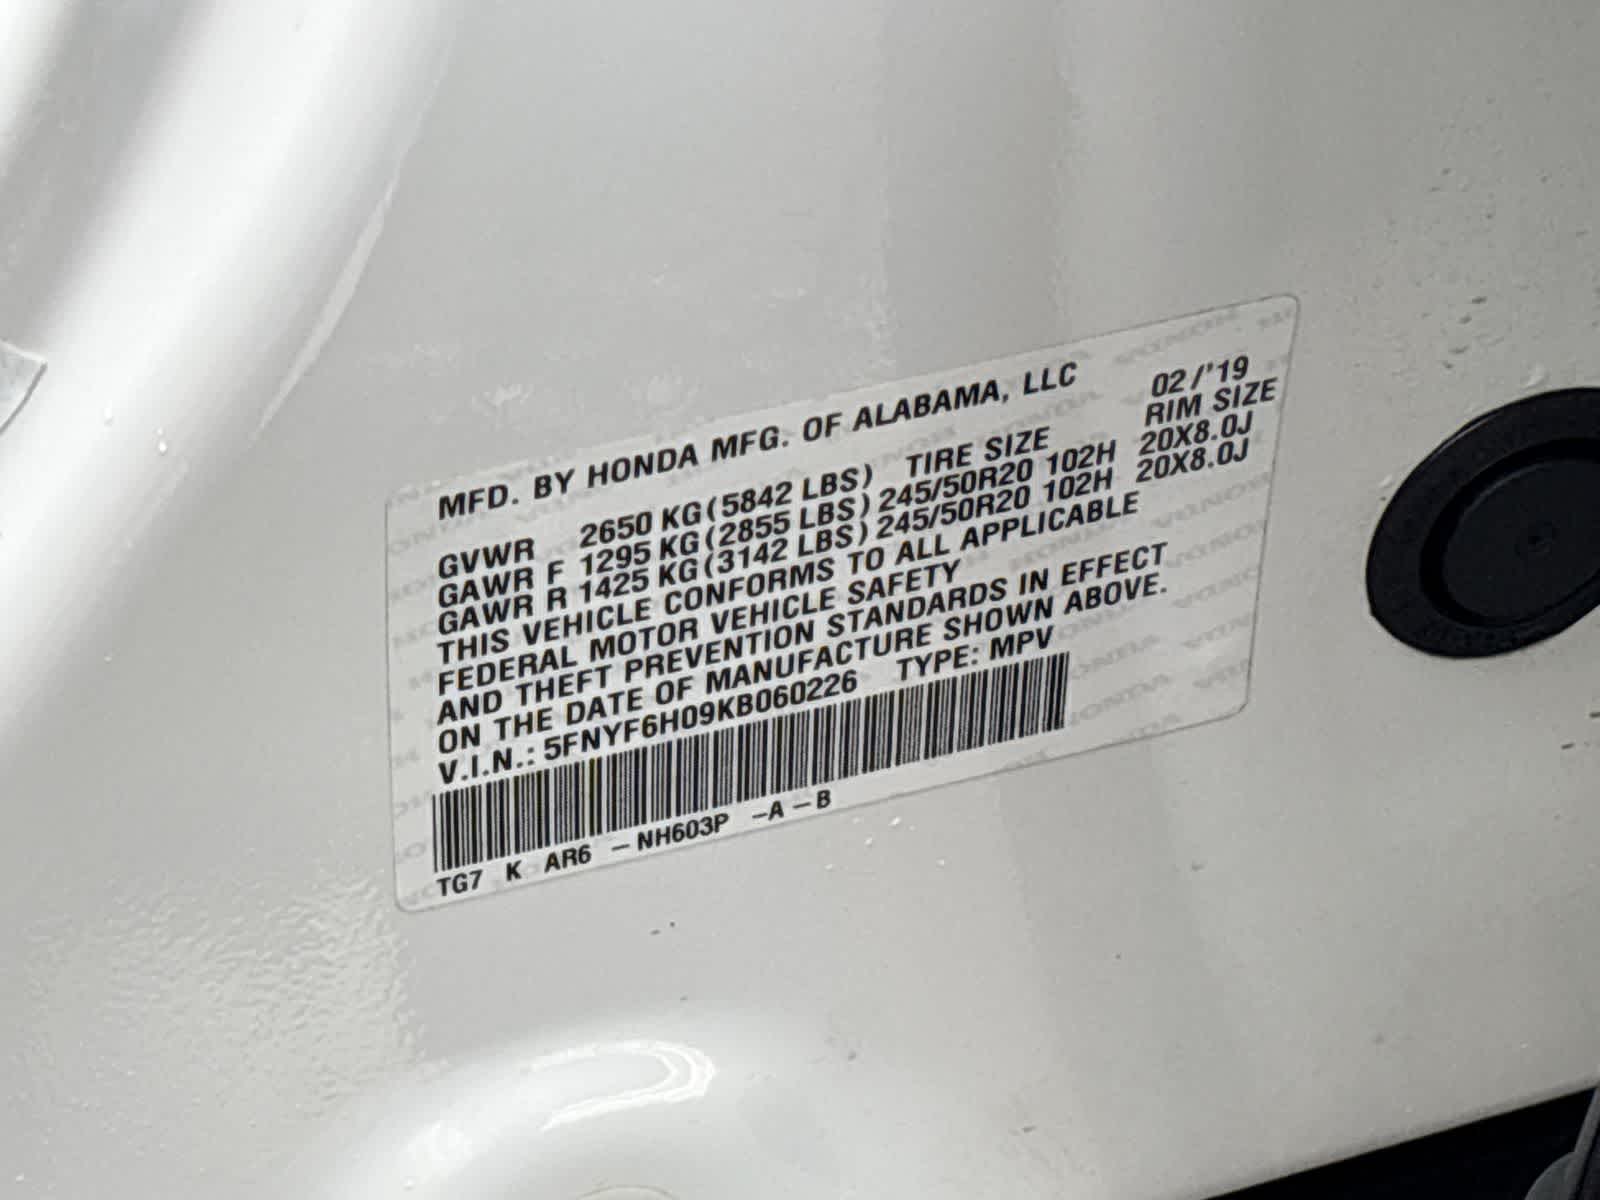 MFD. BY HONDA MFG. OF ALABAMA, LLC 02/'19
GVWR 2650 KG(5842 LBS) TIRE SIZE RIM SIZE
GAWR F 1295 KG(2855 LBS) 245/50R20 102H 20X8.0J
GAWR R 1425 KG(3142 LBS) 245/50R20 102H 20X8.0J
THIS VEHICLE CONFORMS TO ALL APPLICABLE
FEDERAL MOTOR VEHICLE SAFETY
AND THEFT PREVENTION STANDARDS IN EFFECT
ON THE DATE OF MANUFACTURE SHOWN ABOVE.
V.I.N.: 5FNYF6H09KB060226 TYPE: MPV
TG7 K AR6 -NH603P -A-B